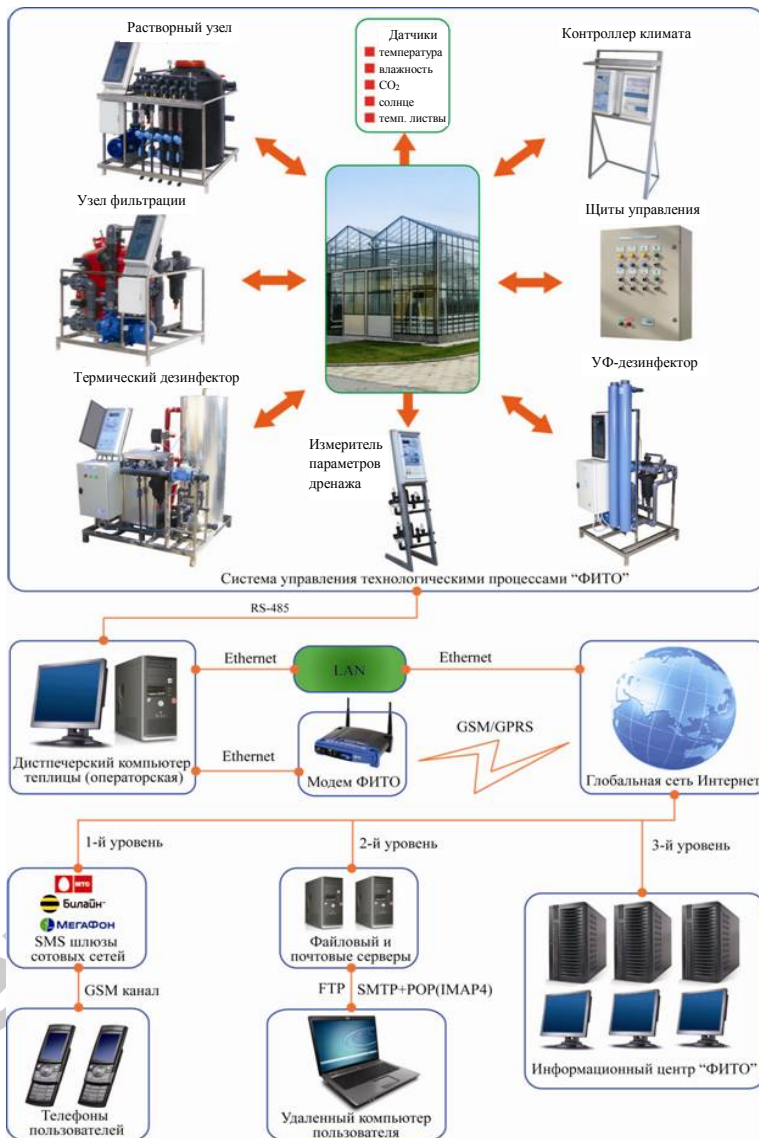 Растворный узел
Датчики
температура
влажность
CO₂
солнце
темп. листвы
Контроллер климата
Узел фильтрации
Щиты управления
Термический дезинфектор
УФ-дезинфектор
Измеритель
параметров
дренажа
Система управления технологическими процессами “ФИТО”
RS-485
Ethernet
LAN
Ethernet
GSM/GPRS
Ethernet
Дистпечерский компьютер
теплицы (операторская)
Модем ФИТО
Глобальная сеть Интернет
1-й уровень
2-й уровень
3-й уровень
МТС
Билайн™
МЕГАФОН
SMS шлюзы
сотовых сетей
Файловый и
почтовые серверы
GSM канал
FTP
SMTP+POP(IMAP4)
Информационный центр “ФИТО”
Телефоны
пользователей
Удаленный компьютер
пользователя